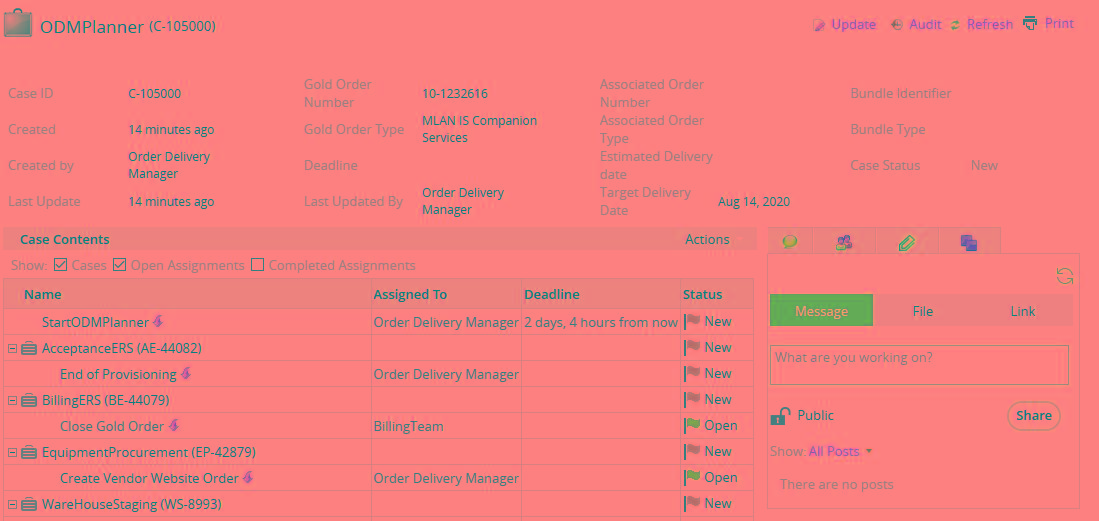 ODMPlanner (C-105000)
Update Audit Refresh Print
Case ID C-105000 Gold Order Number 10-1232616 Associated Order Number Bundle Identifier
Created 14 minutes ago Gold Order Type MLAN IS Companion Services Associated Order Type Bundle Type
Created by Order Delivery Manager Deadline Estimated Delivery date Case Status New
Last Update 14 minutes ago Last Updated By Order Delivery Manager Target Delivery Date Aug 14, 2020
Case Contents Actions
Show: Cases Open Assignments Completed Assignments
Name Assigned To Deadline Status
StartODMPlanner Order Delivery Manager 2 days, 4 hours from now New
AcceptanceERS (AE-44082) New
End of Provisioning Order Delivery Manager New
BillingERS (BE-44079) New
Close Gold Order BillingTeam Open
EquipmentProcurement (EP-42879) New
Create Vendor Website Order Order Delivery Manager Open
WareHouseStaging (WS-8993) New
Message File Link
What are you working on?
Public Share
Show: All Posts
There are no posts